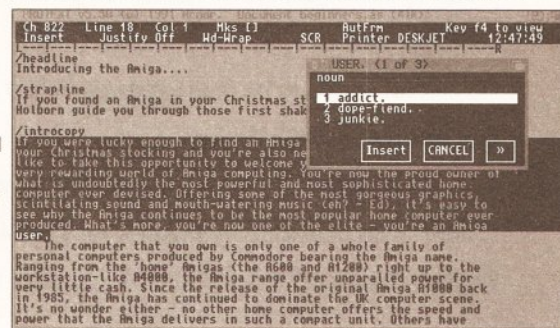 Ch 822 Line 18 Col 1 Mks [] RutFrm Key f4 to view
Insert Justify Off Wd-Wrap SCR Printer DESKJET 12:47:49
/headline
Introducing the Amiga....
/strapline
If you found an Amiga in your Christmas st
Holborn guide you through those first shak
/introcopy
If you were lucky enough to find an Amiga
your Christmas stocking and you're also ne
like to take this opportunity to welcome y
very rewarding world of Amiga computing. You're now the proud owner of
what is undoubtedly the most powerful and most sophisticated home
computer ever devised. Offering some of the most gorgeous graphics,
scintillating sound and mouth-watering music (eh? - Ed), it's easy to
see why the Amiga continues to be the most popular home computer ever
produced. What's more, you're now one of the elite - you're an Amiga
user.
The computer that you own is only one of a whole family of
personal computers produced by Commodore bearing the Amiga name.
Ranging from the 'home' Amigas (the A600 and A1200) right up to the
workstation-like A4000, the Amiga range offer unparalled power for
very little cash. Since the release of the original Amiga A1000 back
in 1985, the Amiga has continued to dominate the UK computer scene.
It's no wonder either - no other home computer offers the speed and
power that the Amiga delivers in such a compact unit. Others have
USER. (1 of 3)
noun
1 addict.
2 dope-fiend.
3 junkie.
Insert CANCEL »